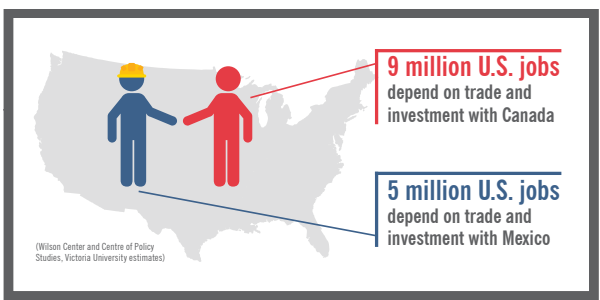 9 million U.S. jobs
depend on trade and
investment with Canada
5 million U.S. jobs
depend on trade and
investment with Mexico
(Wilson Center and Centre of Policy
Studies, Victoria University estimates)